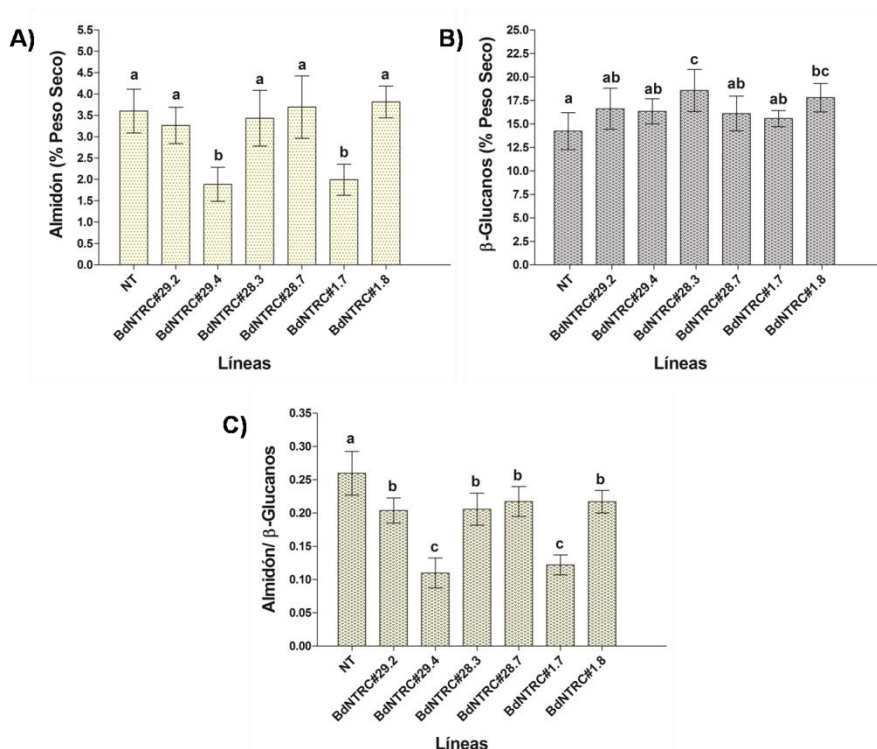 A)
Almidón (% Peso Seco)
5.5
5.0
4.5
4.0
3.5
3.0
2.5
2.0
1.5
1.0
0.5
0.0
a
a
b
a
a
b
a
NT
BdNTRC#29.2
BdNTRC#29.4
BdNTRC#28.3
BdNTRC#28.7
BdNTRC#1.7
BdNTRC#1.8
Líneas
B)
β-Glucanos (% Peso Seco)
25.0
22.5
20.0
17.5
15.0
12.5
10.0
7.5
5.0
2.5
0.0
a
ab
ab
c
ab
ab
bc
NT
BdNTRC#29.2
BdNTRC#29.4
BdNTRC#28.3
BdNTRC#28.7
BdNTRC#1.7
BdNTRC#1.8
Líneas
C)
Almidón/ β-Glucanos
0.35
0.30
0.25
0.20
0.15
0.10
0.05
0.00
a
b
c
b
b
c
b
NT
BdNTRC#29.2
BdNTRC#29.4
BdNTRC#28.3
BdNTRC#28.7
BdNTRC#1.7
BdNTRC#1.8
Líneas